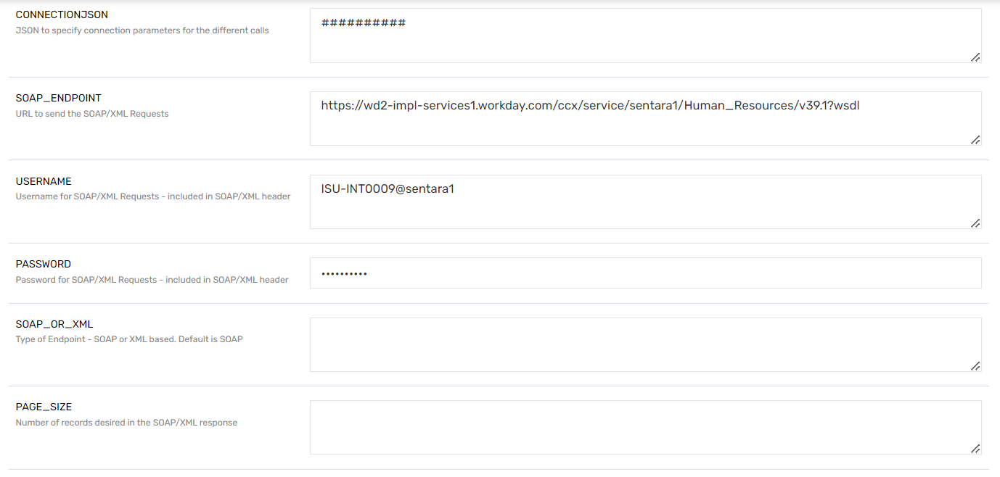 CONNECTIONJSON
JSON to specify connection parameters for the different calls
##########
SOAP_ENDPOINT
URL to send the SOAP/XML Requests
https://wd2-impl-services1.workday.com/ccx/service/sentara1/Human_Resources/v39.1?wsdl
USERNAME
Username for SOAP/XML Requests - included in SOAP/XML header
ISU-INT0009@sentara1
PASSWORD
Password for SOAP/XML Requests - included in SOAP/XML header
••••••••••
SOAP_OR_XML
Type of Endpoint - SOAP or XML based. Default is SOAP
PAGE_SIZE
Number of records desired in the SOAP/XML response